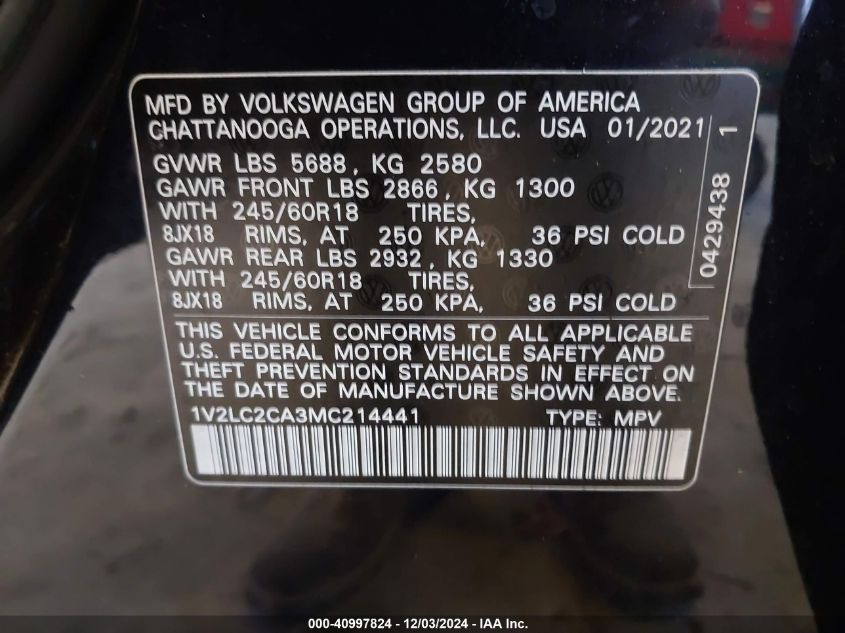 MFD BY VOLKSWAGEN GROUP OF AMERICA
CHATTANOOGA OPERATIONS, LLC. USA 01/2021
GVWR LBS 5688, KG 2580
GAWR FRONT LBS 2866, KG 1300
WITH 245/60R18 TIRES,
8JX18 RIMS, AT 250 KPA, 36 PSI COLD
GAWR REAR LBS 2932, KG 1330
WITH 245/60R18 TIRES,
8JX18 RIMS, AT 250 KPA, 36 PSI COLD
0429438 1
THIS VEHICLE CONFORMS TO ALL APPLICABLE
U.S. FEDERAL MOTOR VEHICLE SAFETY AND
THEFT PREVENTION STANDARDS IN EFFECT ON
THE DATE OF MANUFACTURE SHOWN ABOVE.
1V2LC2CA3MC214441 TYPE: MPV
000-40997824 - 12/03/2024 - IAA Inc.